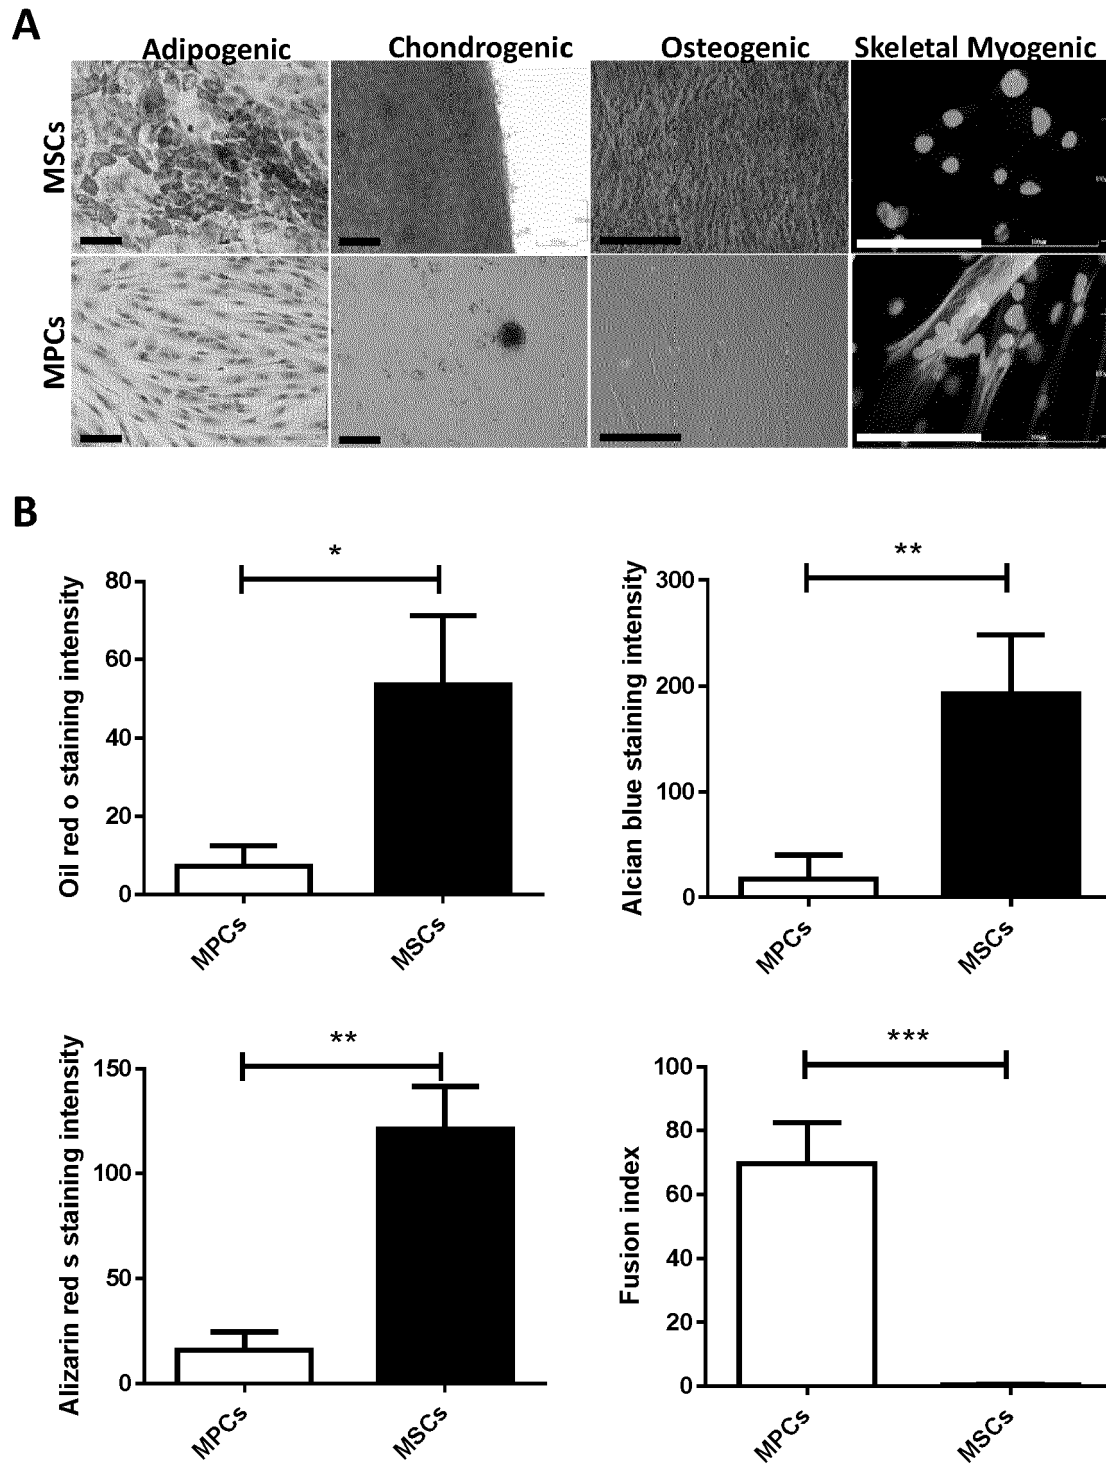 A
Adipogenic Chondrogenic Osteogenic Skeletal Myogenic
MSCs
MPCs
B
*
Oil red o staining intensity
80
60
40
20
0
MPCs MSCs
**
Alcian blue staining intensity
300
200
100
0
MPCs MSCs
**
Alizarin red s staining intensity
150
100
50
0
MPCs MSCs
***
Fusion index
100
80
60
40
20
0
MPCs MSCs